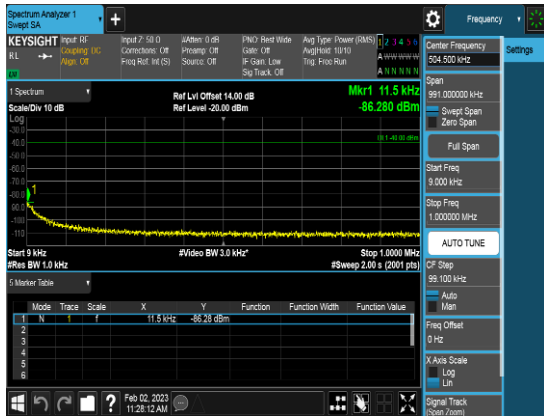 Spectrum Analyzer 1
Swept SA
Frequency
KEYSIGHT
RL
Input: RF
Coupling: DC
Align: Off
Input Z: 50 Ω
Corrections: Off
Freq Ref: Int (S)
#Atten: 0 dB
Preamp: Off
Source: Off
PNO: Best Wide
Gate: Off
IF Gain: Low
Sig Track: Off
Avg Type: Power (RMS)
Avg|Hold: 10/10
Trig: Free Run
1 2 3 4 5 6
A W W W W W
A N N N N N
1 Spectrum
Scale/Div 10 dB
Ref Lvl Offset 14.00 dB
Ref Level -20.00 dBm
Mkr1 11.5 kHz
-86.280 dBm
Log
-30.0
-40.0
-50.0
-60.0
-70.0
-80.0
-90.0
-100
-110
1
Start 9 kHz
#Res BW 1.0 kHz
#Video BW 3.0 kHz*
Stop 1.0000 MHz
#Sweep 2.00 s (2001 pts)
5 Marker Table
Mode Trace Scale X Y Function Function Width Function Value
1 N 1 f 11.5 kHz -86.28 dBm
2
3
4
5
6
Feb 02, 2023
11:28:12 AM
Settings
Center Frequency
504.500 kHz
Span
991.000000 kHz
Swept Span
Zero Span
Full Span
Start Freq
9.000 kHz
Stop Freq
1.000000 MHz
AUTO TUNE
CF Step
99.100 kHz
Auto
Man
Freq Offset
0 Hz
X Axis Scale
Log
Lin
Signal Track
(Span Zoom)